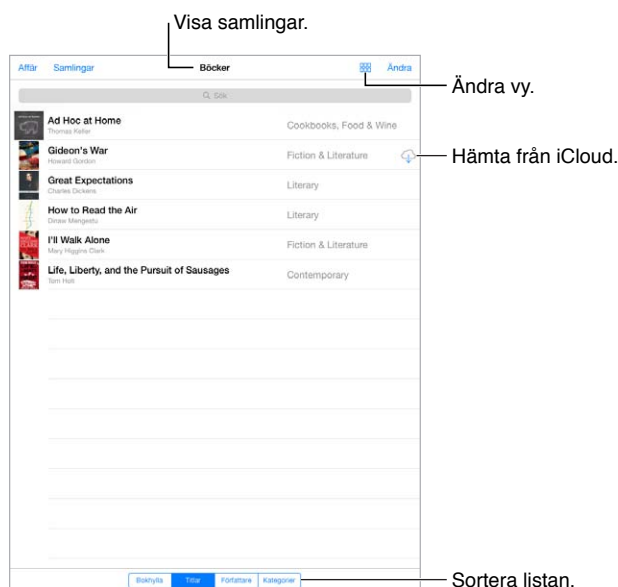 Visa samlingar.
Affär Samlingar Böcker Ändra
Ändra vy.
Sök
Ad Hoc at Home
Thomas Keller
Cookbooks, Food & Wine
Gideon's War
Howard Gordon
Fiction & Literature
Hämta från iCloud.
Great Expectations
Charles Dickens
Literary
How to Read the Air
Dinaw Mengestu
Literary
I'll Walk Alone
Mary Higgins Clark
Fiction & Literature
Life, Liberty, and the Pursuit of Sausages
Tom Holt
Contemporary
Bokhylla Titlar Författare Kategorier
Sortera listan.